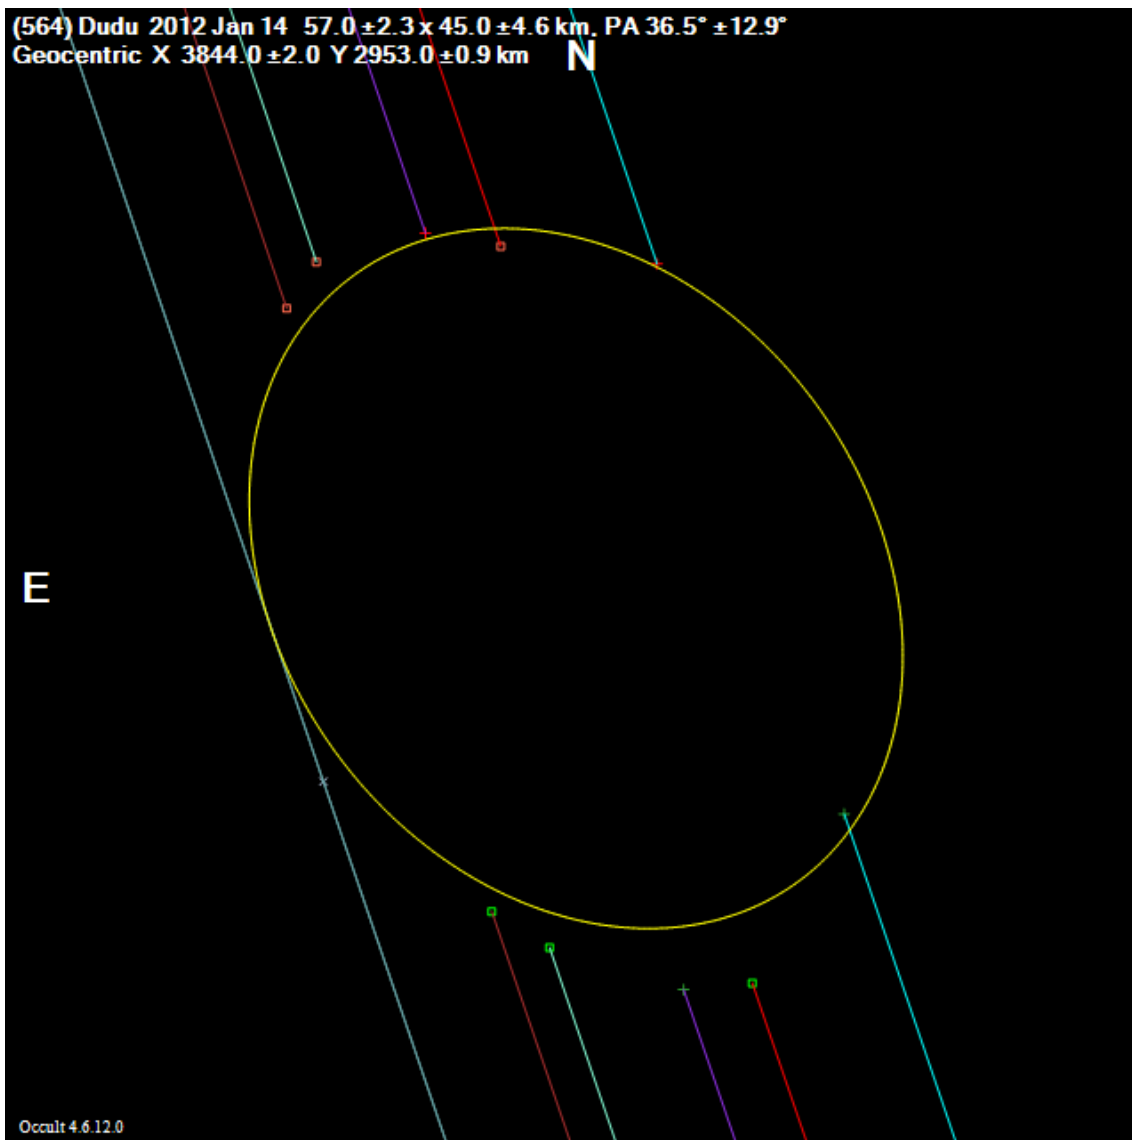 (564) Dudu 2012 Jan 14 57.0 ±2.3 x 45.0 ±4.6 km, PA 36.5° ±12.9°
Geocentric X 3844.0 ±2.0 Y 2953.0 ±0.9 km
N
E
Occult 4.6.12.0